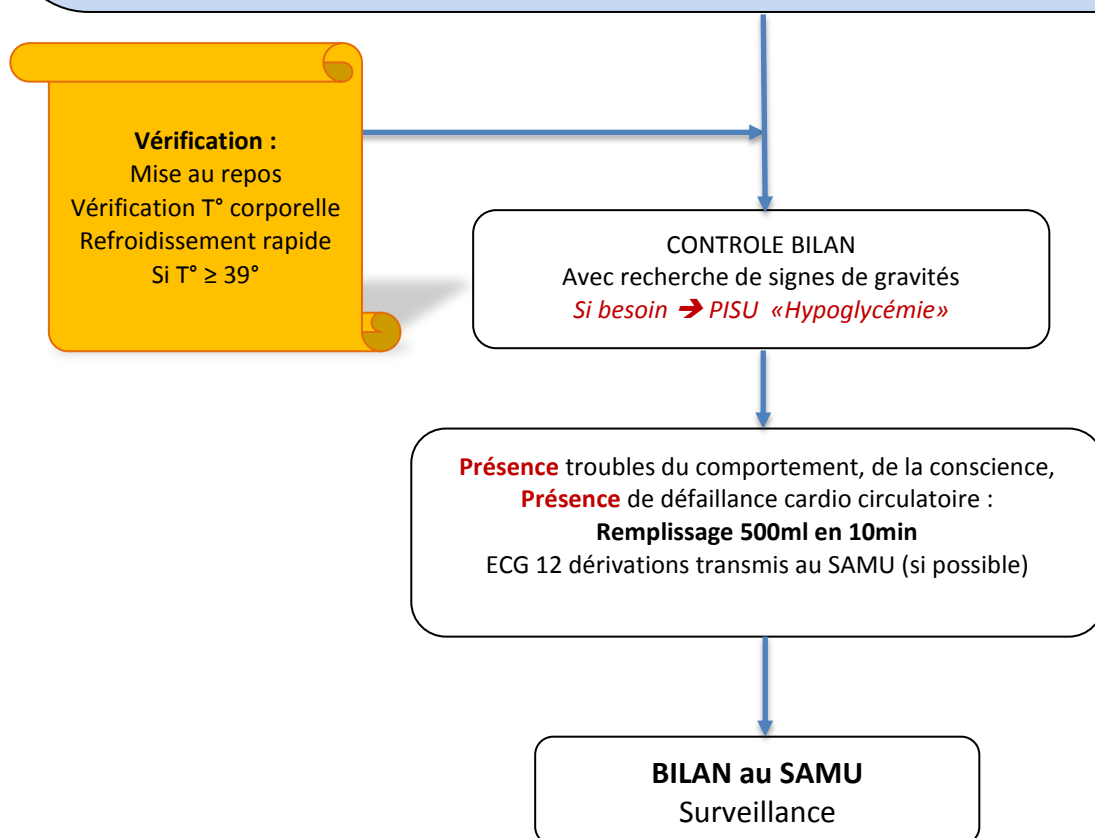 Vérification :
Mise au repos
Vérification T° corporelle
Refroidissement rapide
Si T° ≥ 39°
CONTROLE BILAN
Avec recherche de signes de gravités
Si besoin ➔ PISU «Hypoglycémie»
Présence troubles du comportement, de la conscience,
Présence de défaillance cardio circulatoire :
Remplissage 500ml en 10min
ECG 12 dérivations transmis au SAMU (si possible)
BILAN au SAMU
Surveillance